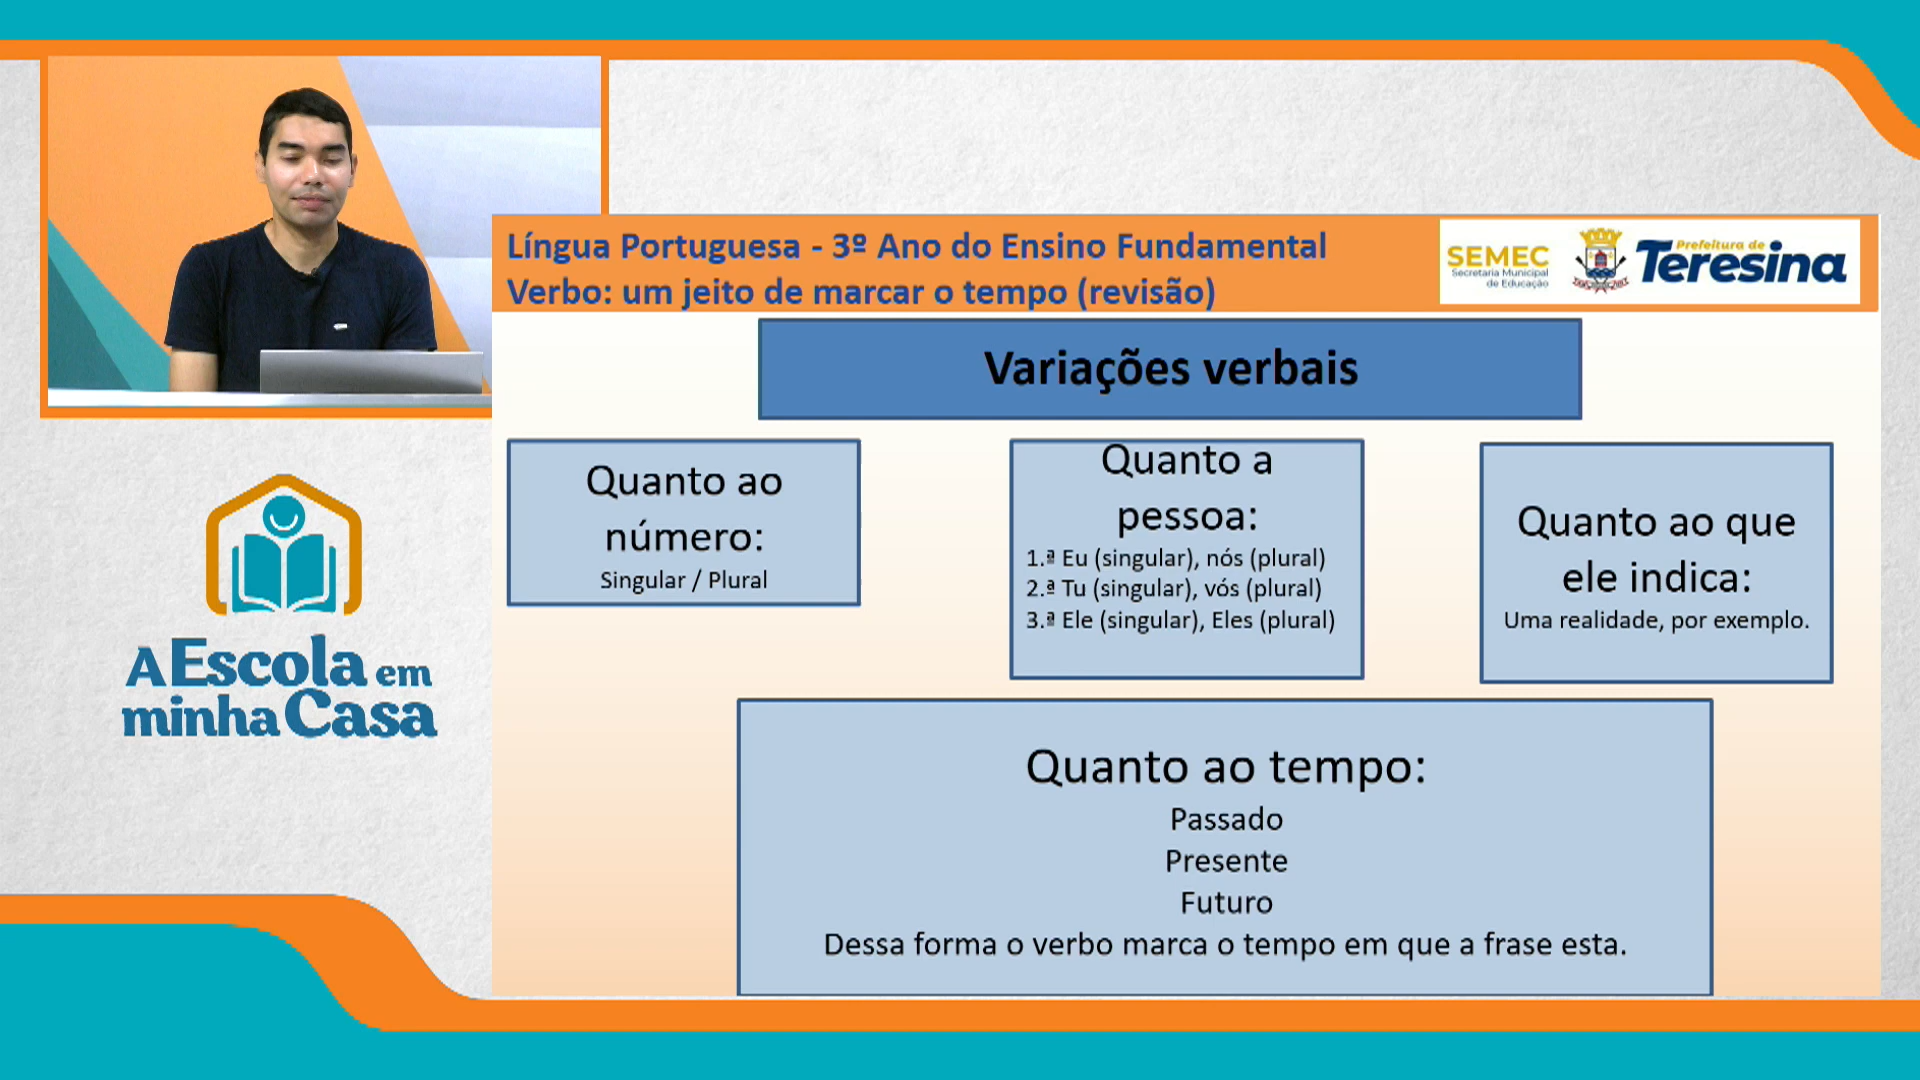 Língua Portuguesa - 3º Ano do Ensino Fundamental
Verbo: um jeito de marcar o tempo (revisão)
SEMEC
Secretaria Municipal
de Educação
Prefeitura de
Teresina
Variações verbais
Quanto ao
número:
Singular / Plural
Quanto a
pessoa:
1.ª Eu (singular), nós (plural)
2.ª Tu (singular), vós (plural)
3.ª Ele (singular), Eles (plural)
Quanto ao que
ele indica:
Uma realidade, por exemplo.
Quanto ao tempo:
Passado
Presente
Futuro
Dessa forma o verbo marca o tempo em que a frase esta.
A Escola em
minha Casa